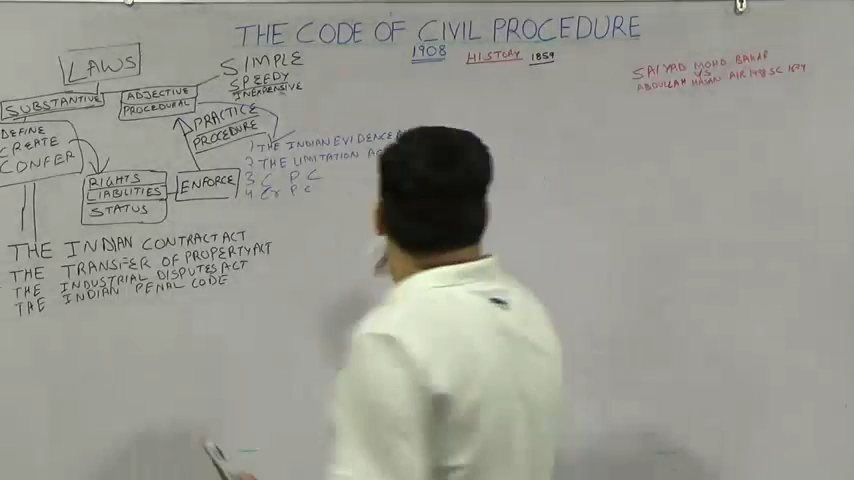 THE CODE OF CIVIL PROCEDURE
1908 HISTORY 1859
SAIYAD MOHD BAKAR
VS
ABDULLAH HASAN AIR 1998 SC
LAWS
SUBSTANTIVE
ADJECTIVE
PROCEDURAL
SIMPLE
SPEEDY
INEXPENSIVE
DEFINE
CREATE
CONFER
PRACTICE
PROCEDURE
RIGHTS
LIABILITIES
STATUS
ENFORCE
1 THE INDIAN EVIDENCE
2 THE LIMITATION
3 C P C
4 Cr P C
THE INDIAN CONTRACT ACT
THE TRANSFER OF PROPERTY ACT
THE INDUSTRIAL DISPUTES ACT
THE INDIAN PENAL CODE